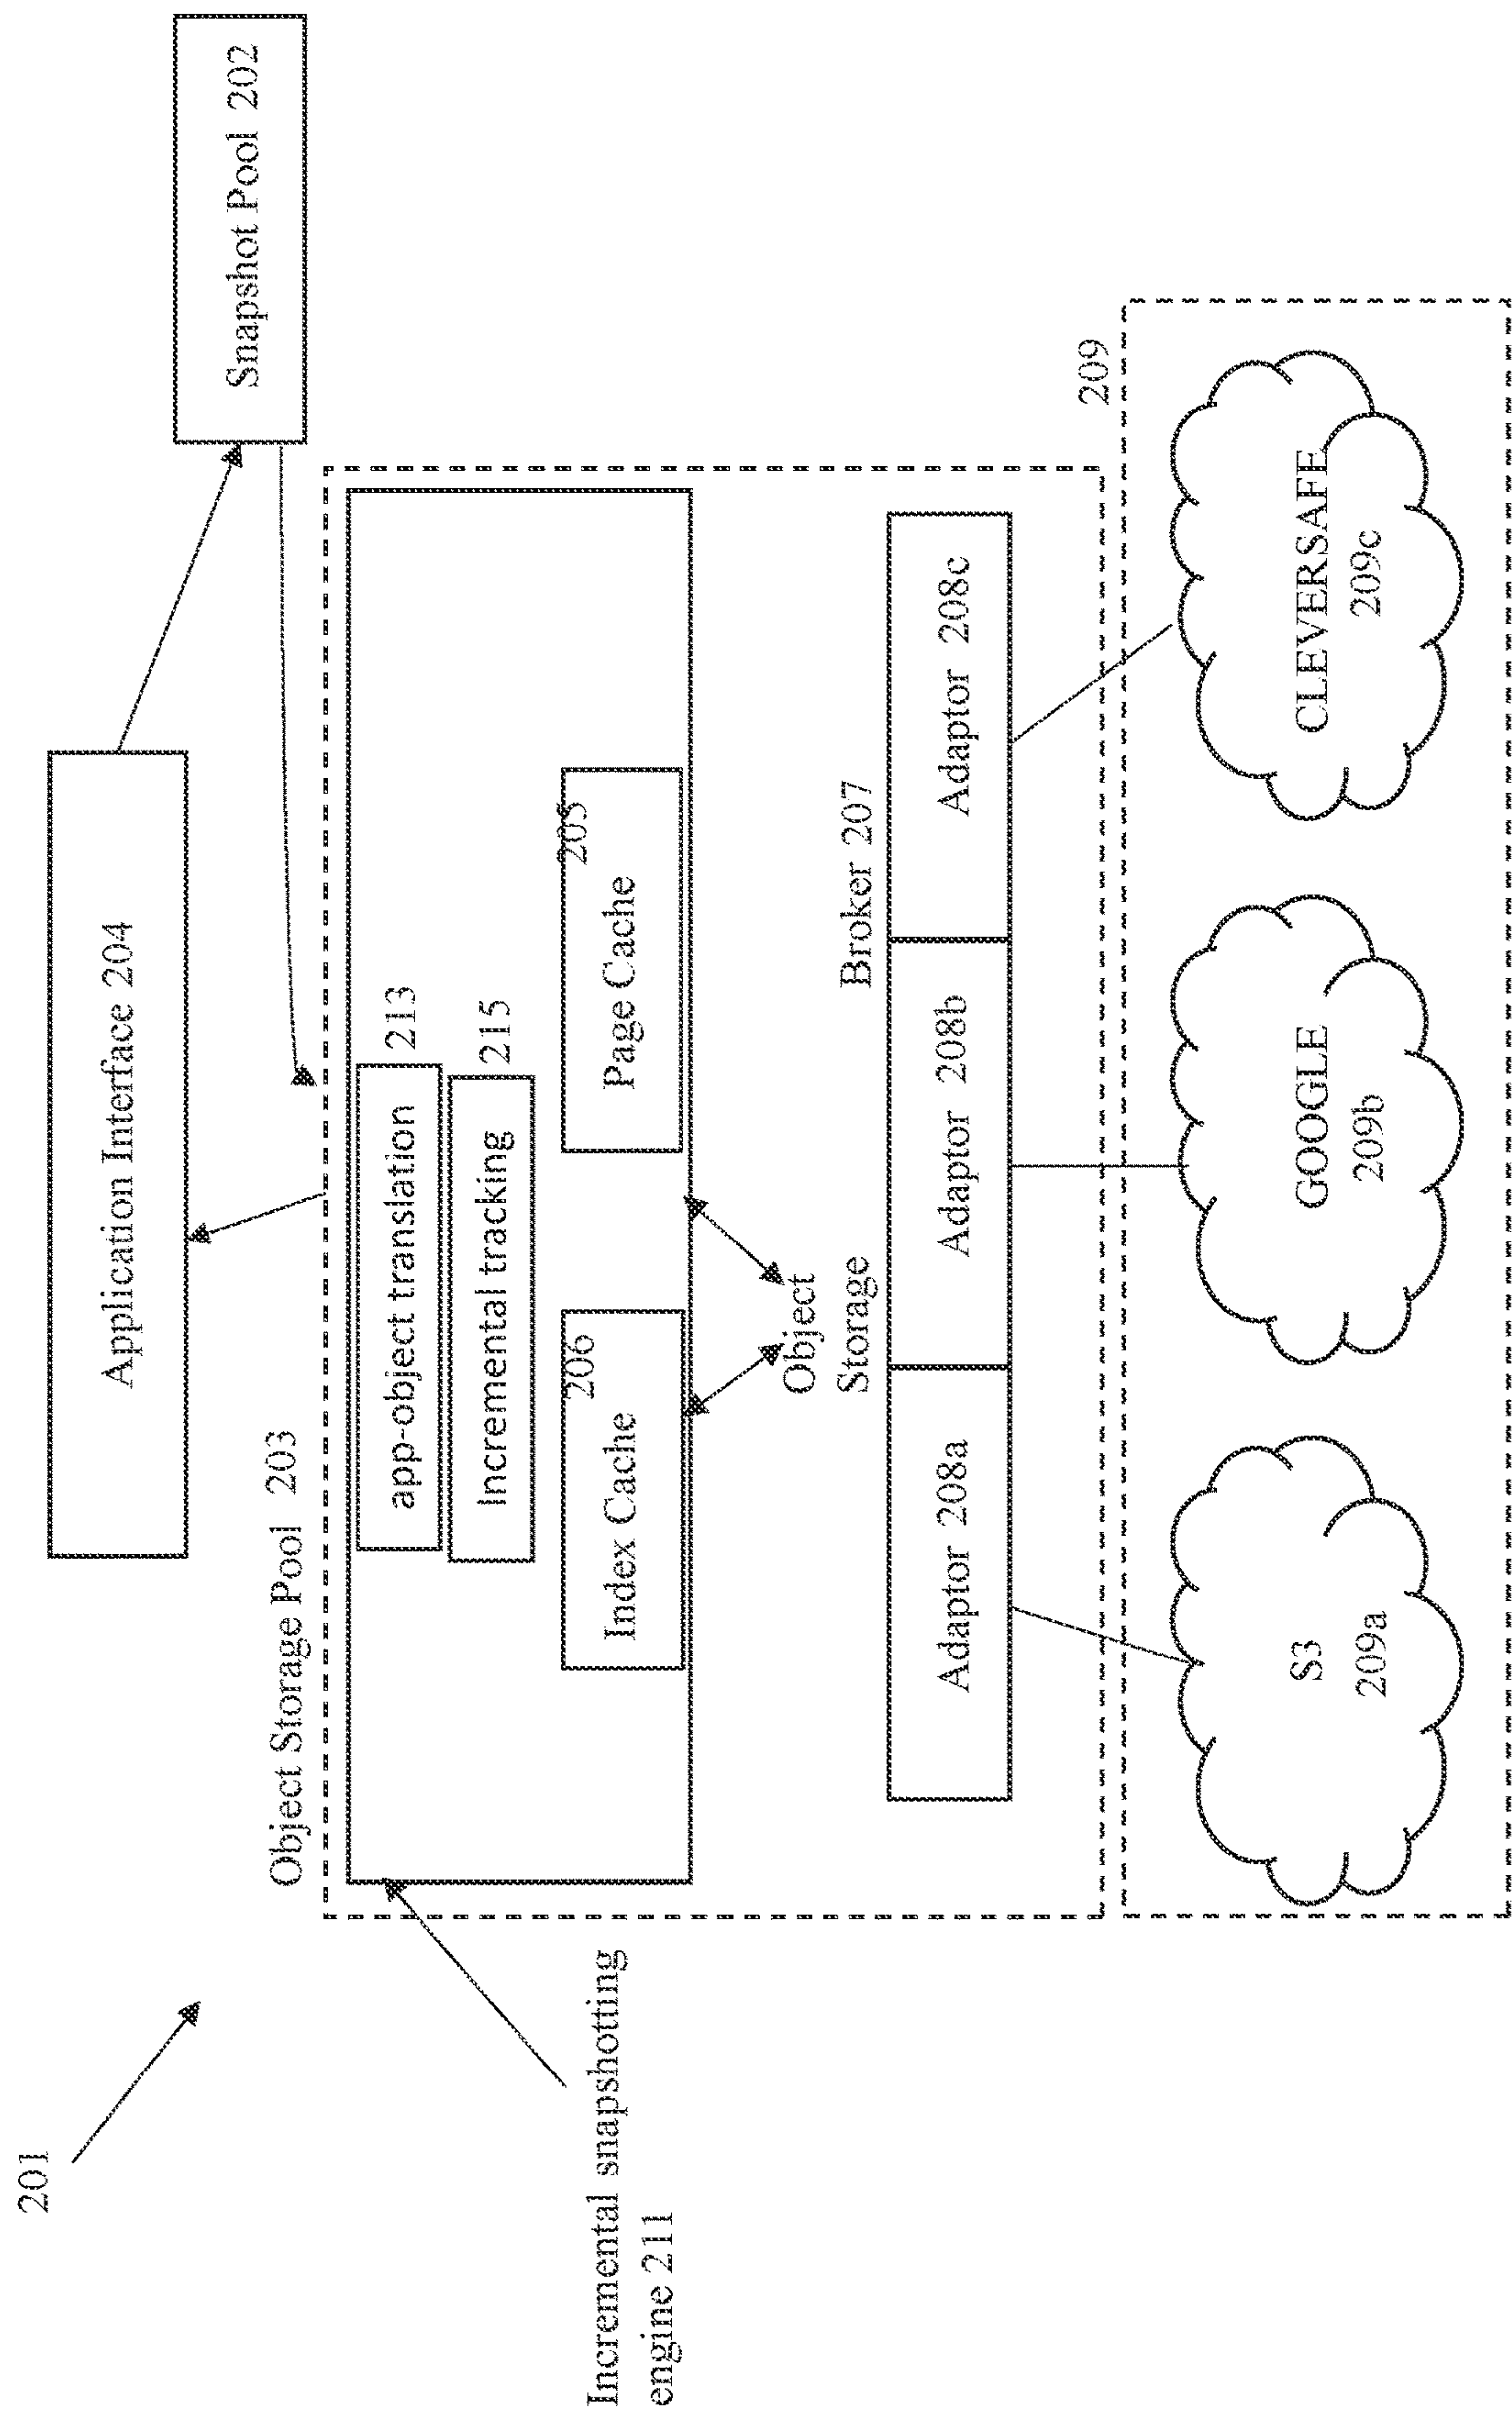 201
Application Interface 204
Snapshot Pool 202
Object Storage Pool 203
app-object translation
213
Incremental tracking
215
206
Index Cache
205
Page Cache
Incremental snapshotting
engine 211
Object
Storage
Broker 207
Adaptor 208a
Adaptor 208b
Adaptor 208c
209
S3
209a
GOOGLE
209b
CLEVERSAFE
209c